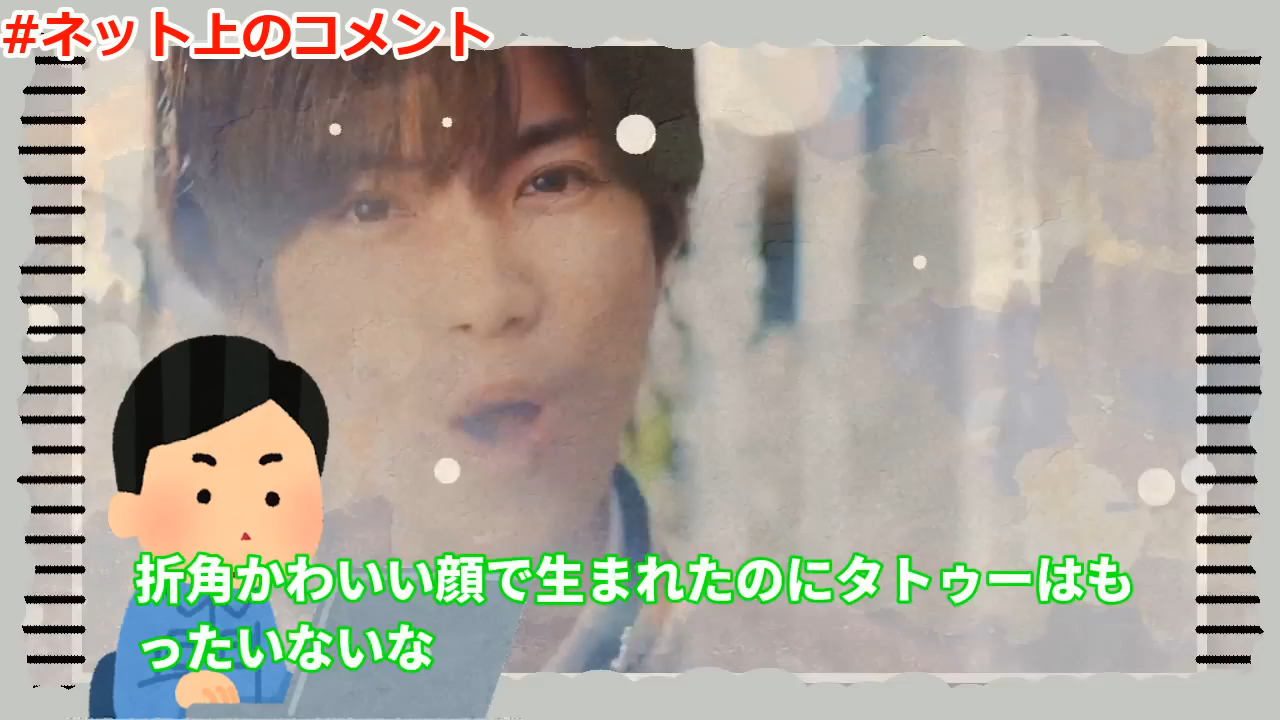 #ネット上のコメント
折角かわいい顔で生まれたのにタトゥーはも
ったいないな